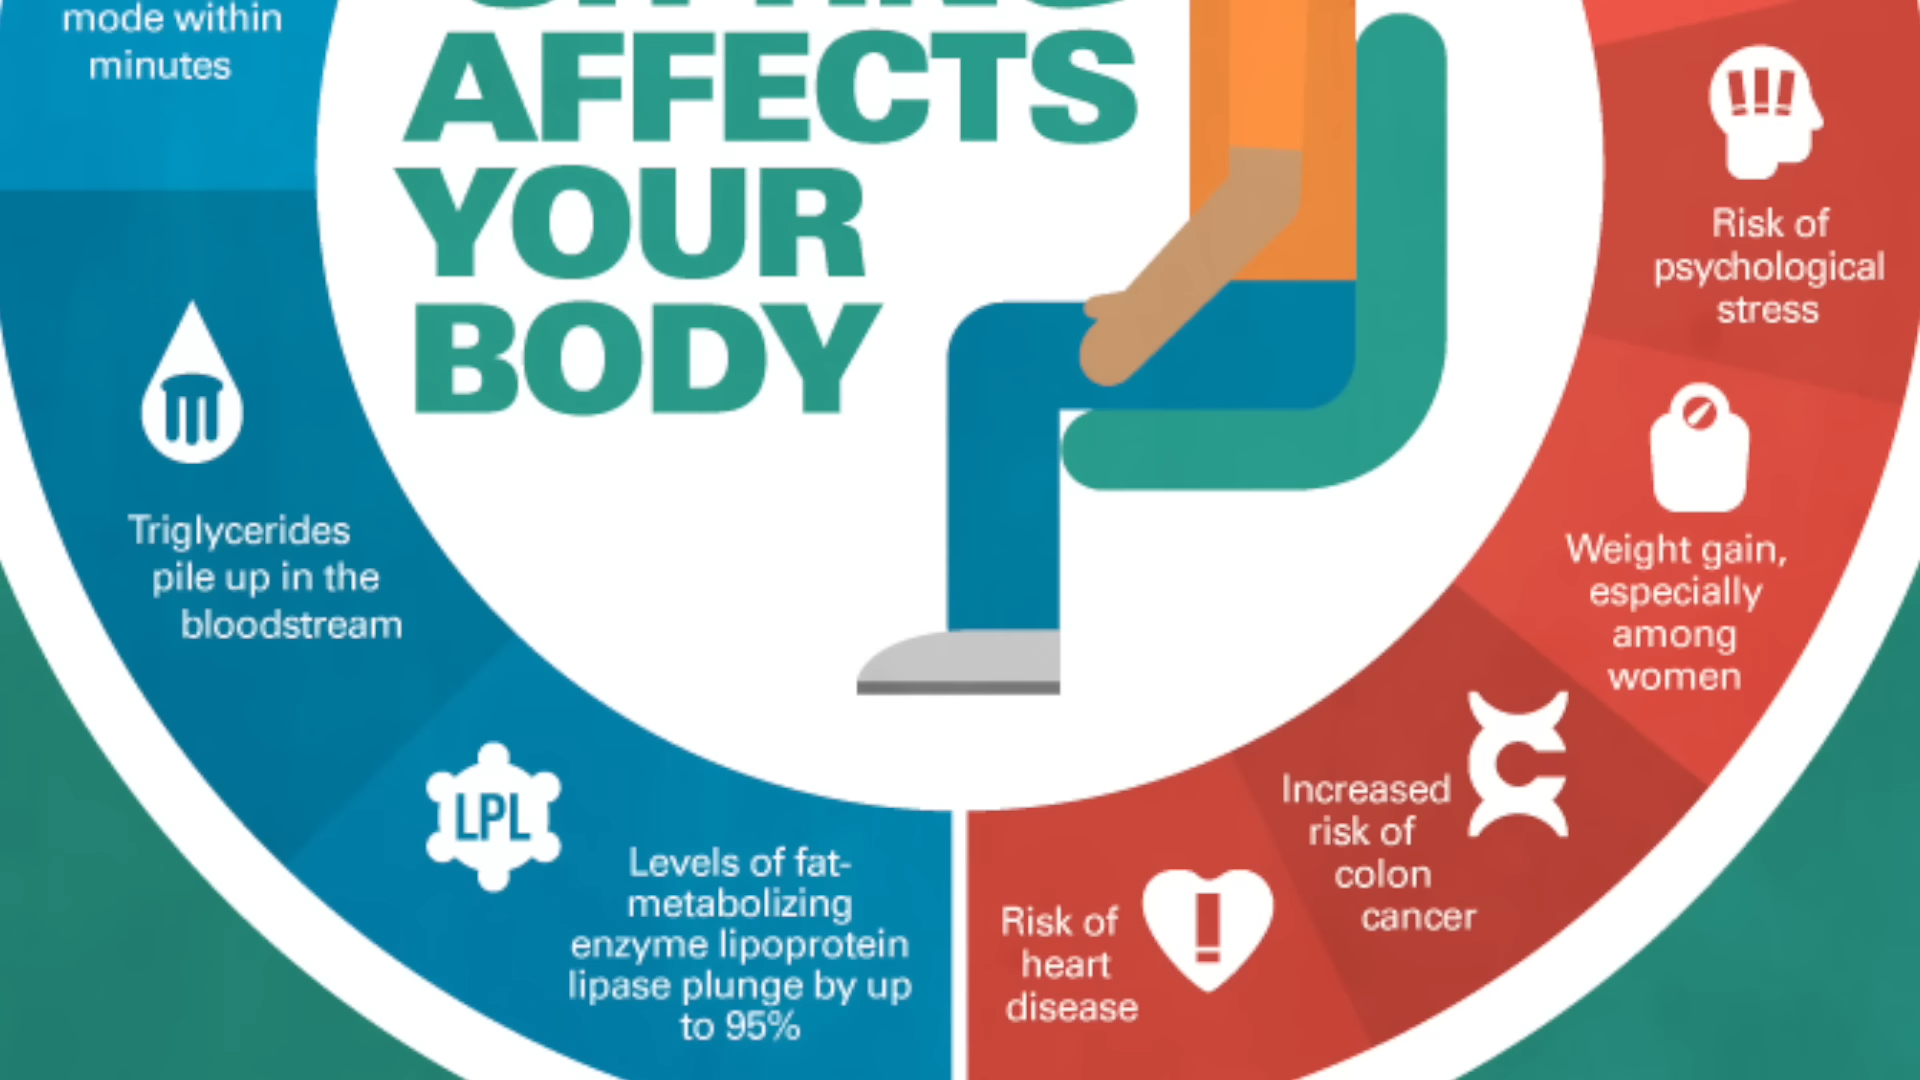 mode within
minutes
AFFECTS
YOUR
BODY
Triglycerides
pile up in the
bloodstream
LPL
Levels of fat-
metabolizing
enzyme lipoprotein
lipase plunge by up
to 95%
Risk of
heart
disease
Increased
risk of
colon
cancer
Weight gain,
especially
among
women
Risk of
psychological
stress